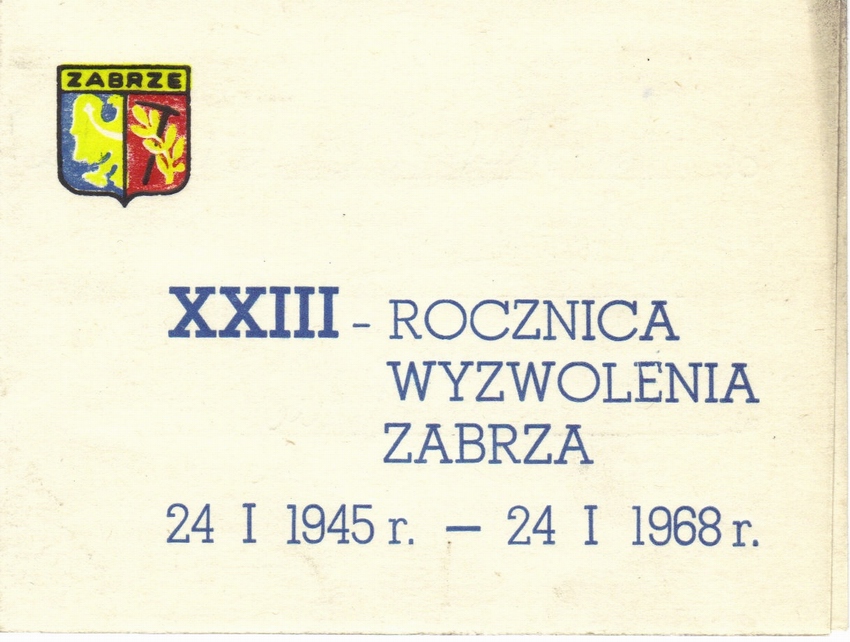 ZABRZE
XXIII - ROCZNICA
WYZWOLENIA
ZABRZA
24 I 1945 r. — 24 I 1968 r.